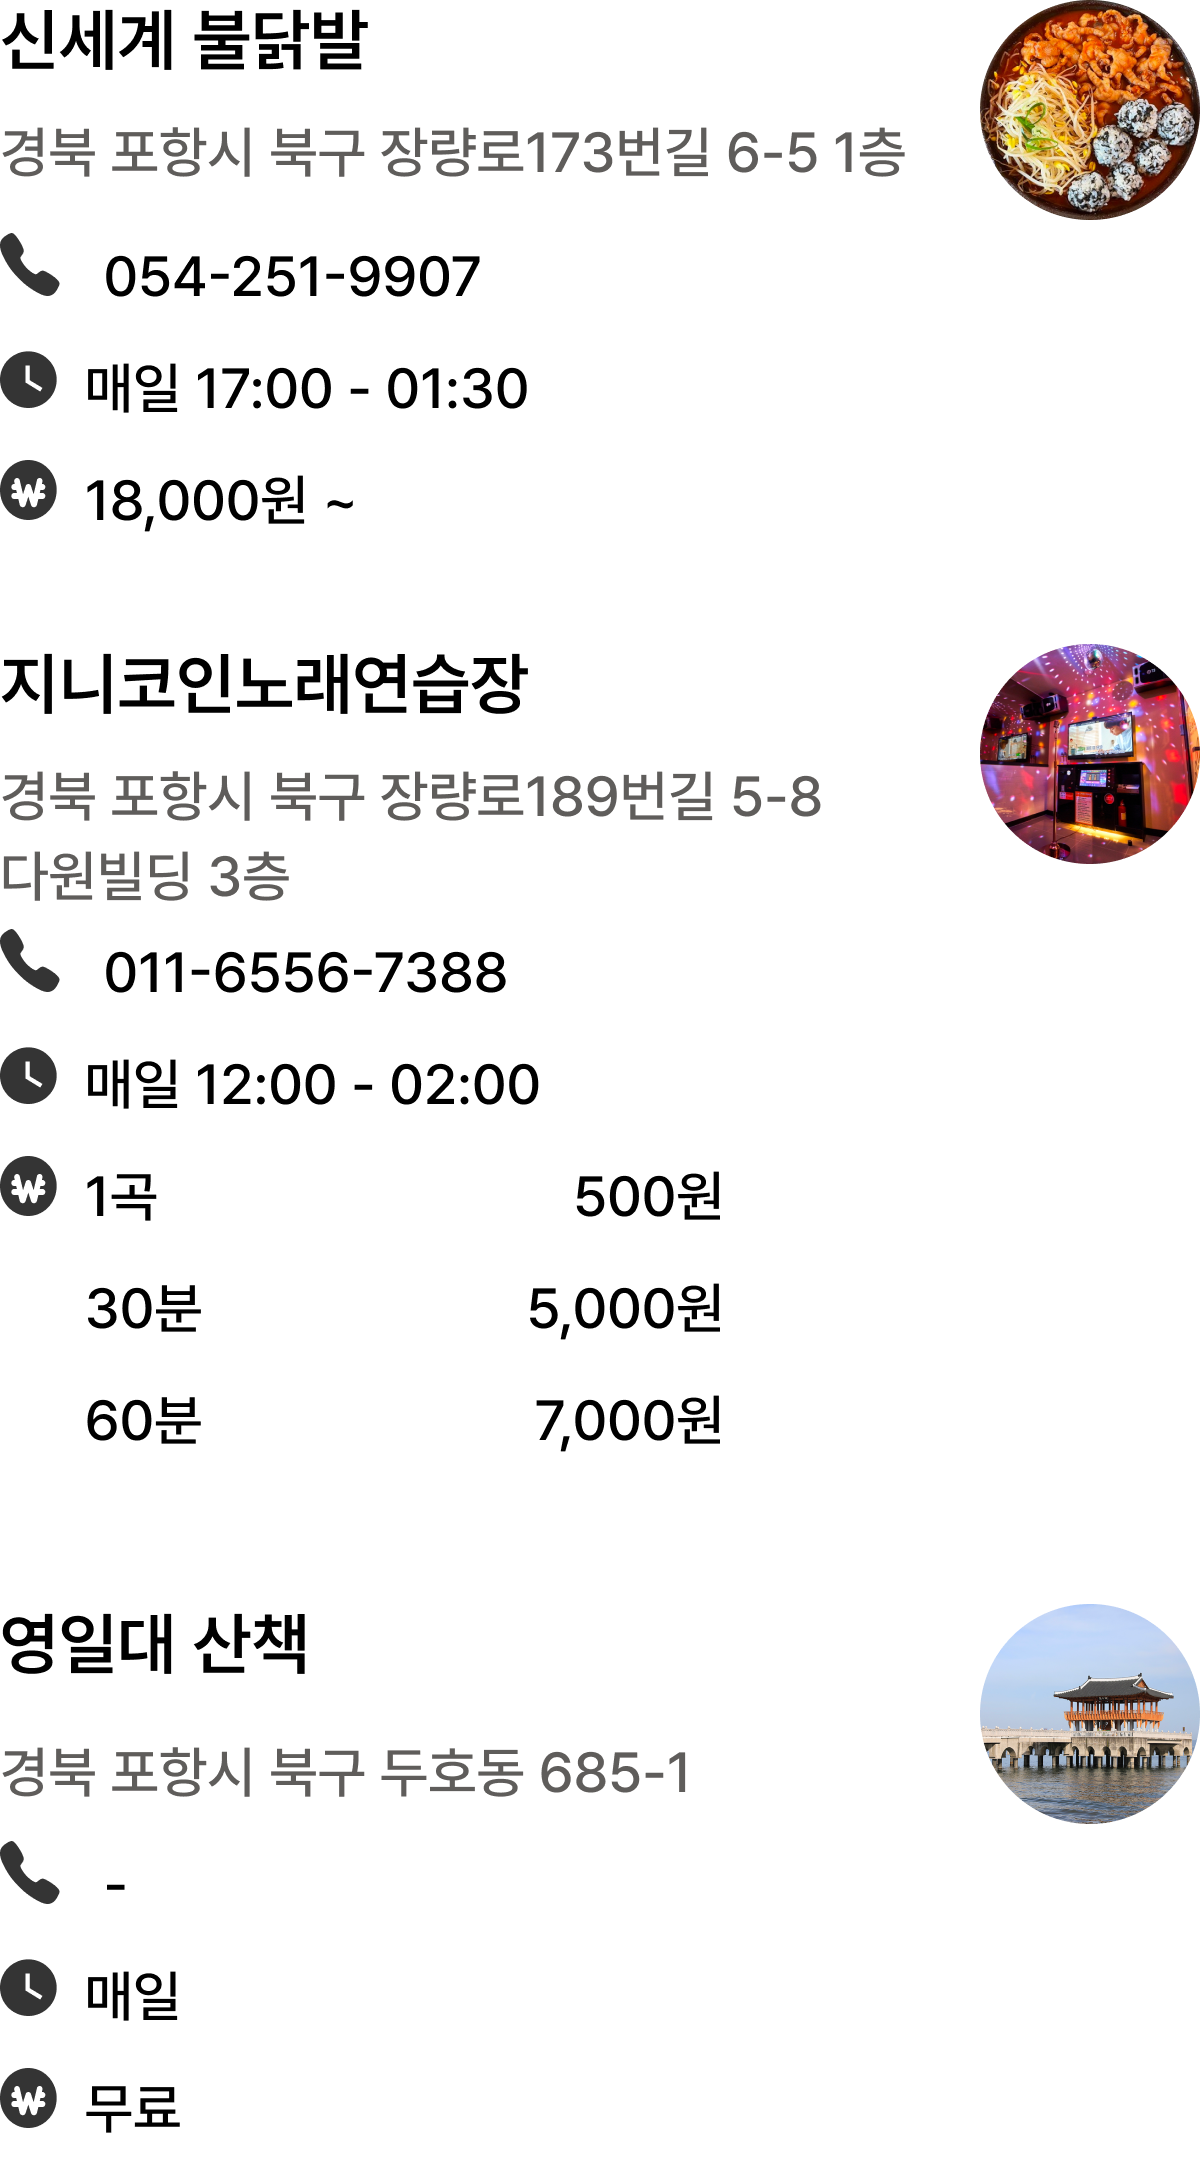 신세계 불닭발
경북 포항시 북구 장량로173번길 6-5 1층
054-251-9907
매일 17:00 - 01:30
₩ 18,000원 ~
지니코인노래연습장
경북 포항시 북구 장량로189번길 5-8
다원빌딩 3층
011-6556-7388
매일 12:00 - 02:00
₩ 1곡 500원
30분 5,000원
60분 7,000원
영일대 산책
경북 포항시 북구 두호동 685-1
-
매일
₩ 무료